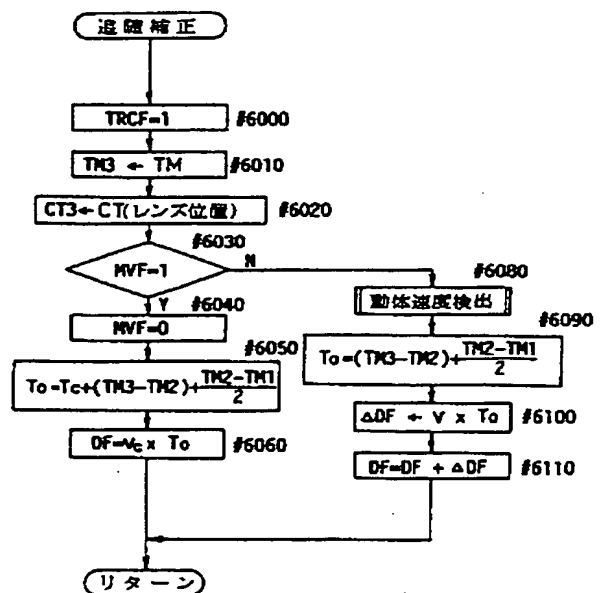 追随補正
TRCF=1 #6000
TM3 ← TM #6010
CT3←CT(レンズ位置) #6020
#6030
MVF=1
N
Y
#6040
MVF=0
#6050
To=Tc+(TM3-TM2)+TM2-TM1/2
DF=Vc x To #6060
#6080
動体速度検出
#6090
To=(TM3-TM2)+TM2-TM1/2
△DF ← V x To #6100
DF=DF + △DF #6110
リターン